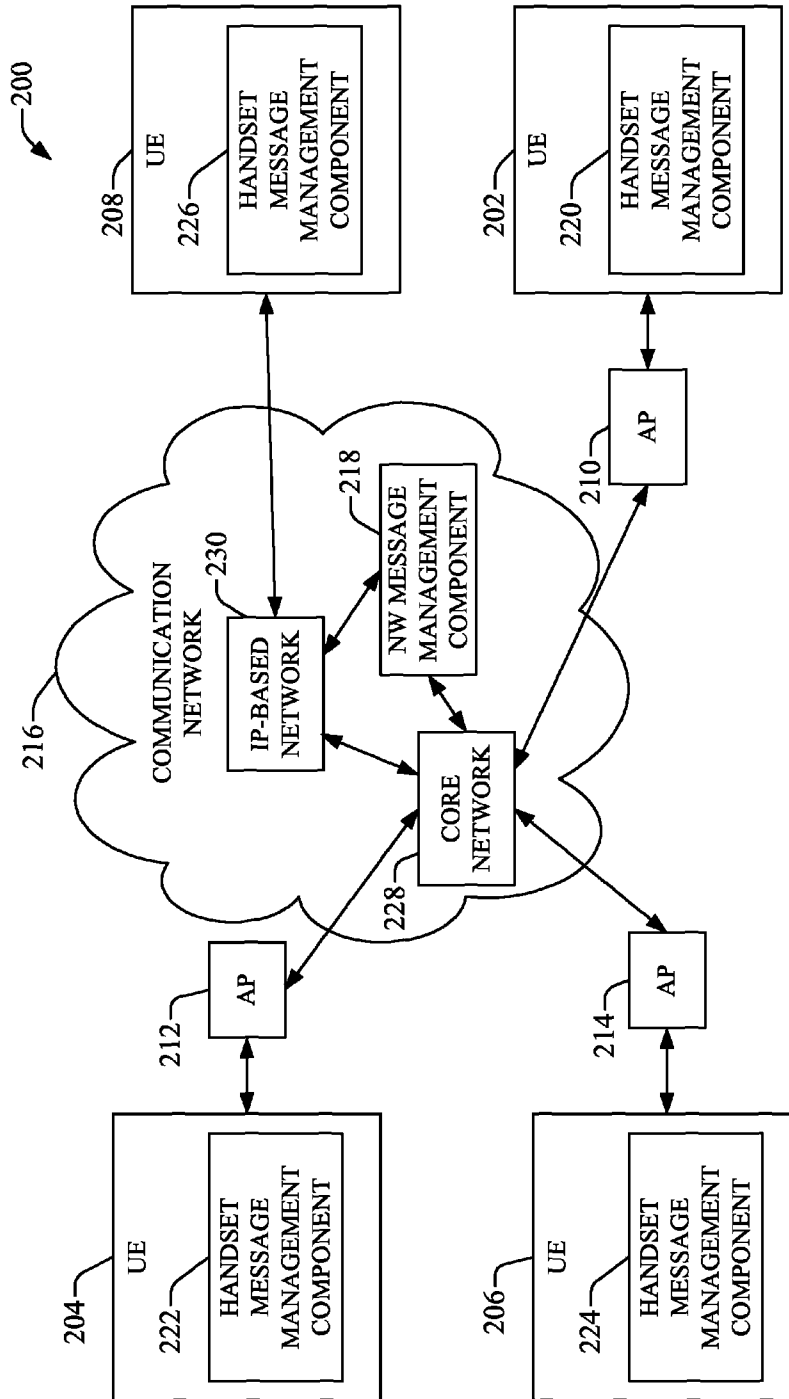 200
204
UE
222
HANDSET
MESSAGE
MANAGEMENT
COMPONENT
212
AP
216
COMMUNICATION
NETWORK
230
IP-BASED
NETWORK
218
NW MESSAGE
MANAGEMENT
COMPONENT
228
CORE
NETWORK
208
UE
226
HANDSET
MESSAGE
MANAGEMENT
COMPONENT
206
UE
224
HANDSET
MESSAGE
MANAGEMENT
COMPONENT
214
AP
210
AP
202
UE
220
HANDSET
MESSAGE
MANAGEMENT
COMPONENT